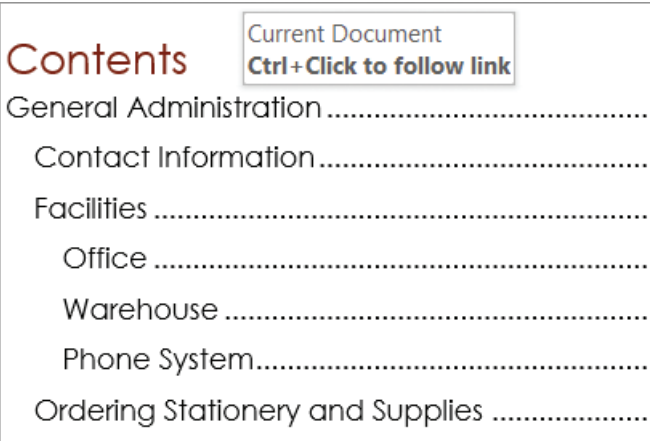 Current Document
Ctrl+Click to follow link
Contents
General Administration
Contact Information
Facilities
Office
Warehouse
Phone System
Ordering Stationery and Supplies